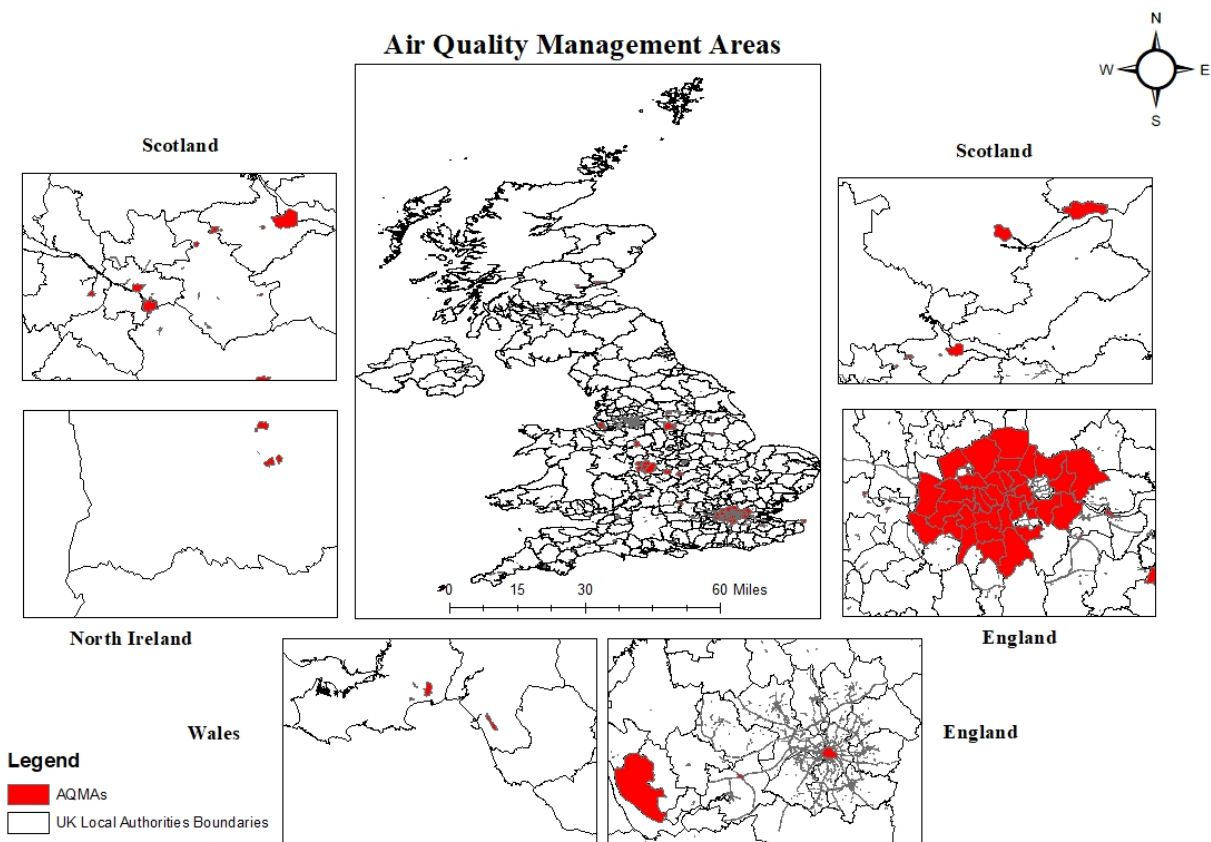 Air Quality Management Areas
N
W E
S
Scotland
Scotland
0 15 30 60 Miles
North Ireland
England
Wales
England
Legend
AQMAs
UK Local Authorities Boundaries